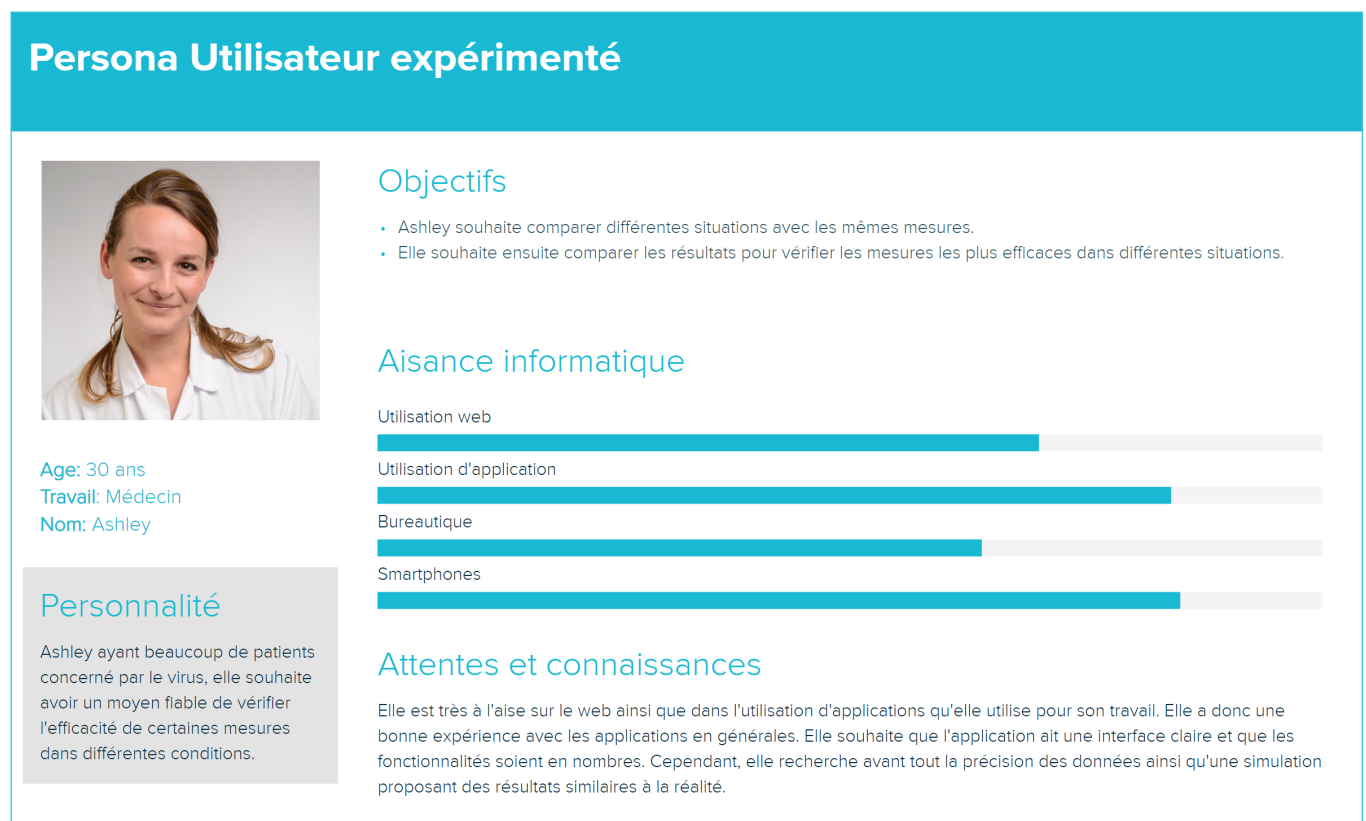 Persona Utilisateur expérimenté
Objectifs
• Ashley souhaite comparer différentes situations avec les mêmes mesures.
• Elle souhaite ensuite comparer les résultats pour vérifier les mesures les plus efficaces dans différentes situations.
Aisance informatique
Utilisation web
Utilisation d'application
Bureautique
Smartphones
Age: 30 ans
Travail: Médecin
Nom: Ashley
Personnalité
Ashley ayant beaucoup de patients
concerné par le virus, elle souhaite
avoir un moyen fiable de vérifier
l'efficacité de certaines mesures
dans différentes conditions.
Attentes et connaissances
Elle est très à l'aise sur le web ainsi que dans l'utilisation d'applications qu'elle utilise pour son travail. Elle a donc une
bonne expérience avec les applications en générales. Elle souhaite que l'application ait une interface claire et que les
fonctionnalités soient en nombres. Cependant, elle recherche avant tout la précision des données ainsi qu'une simulation
proposant des résultats similaires à la réalité.